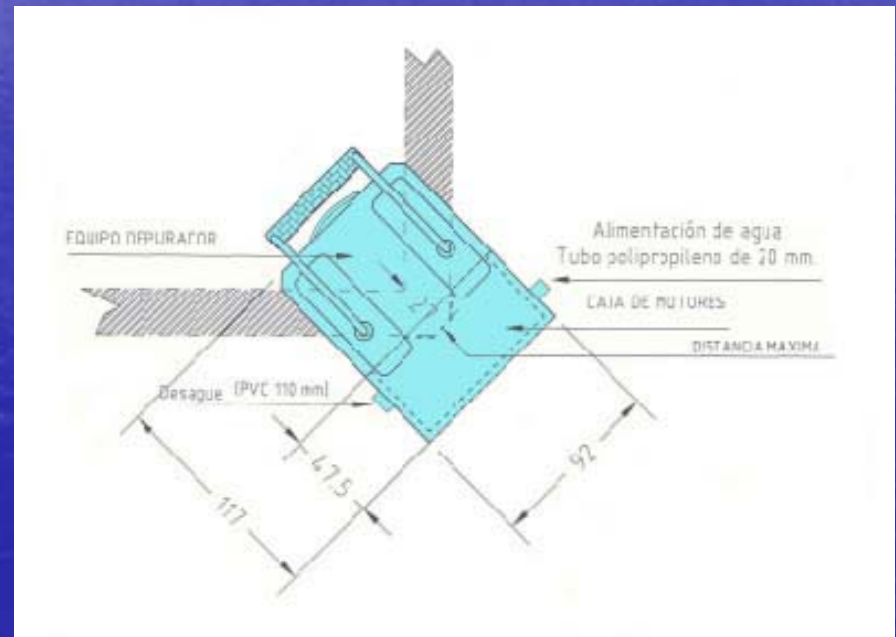 EQUIPO DEPURADOR
Alimentación de agua
Tubo polipropileno de 20 mm.
CAJA DE MOTORES
DISTANCIA MAXIMA
Desague (PVC 110 mm)
47.5
92
117